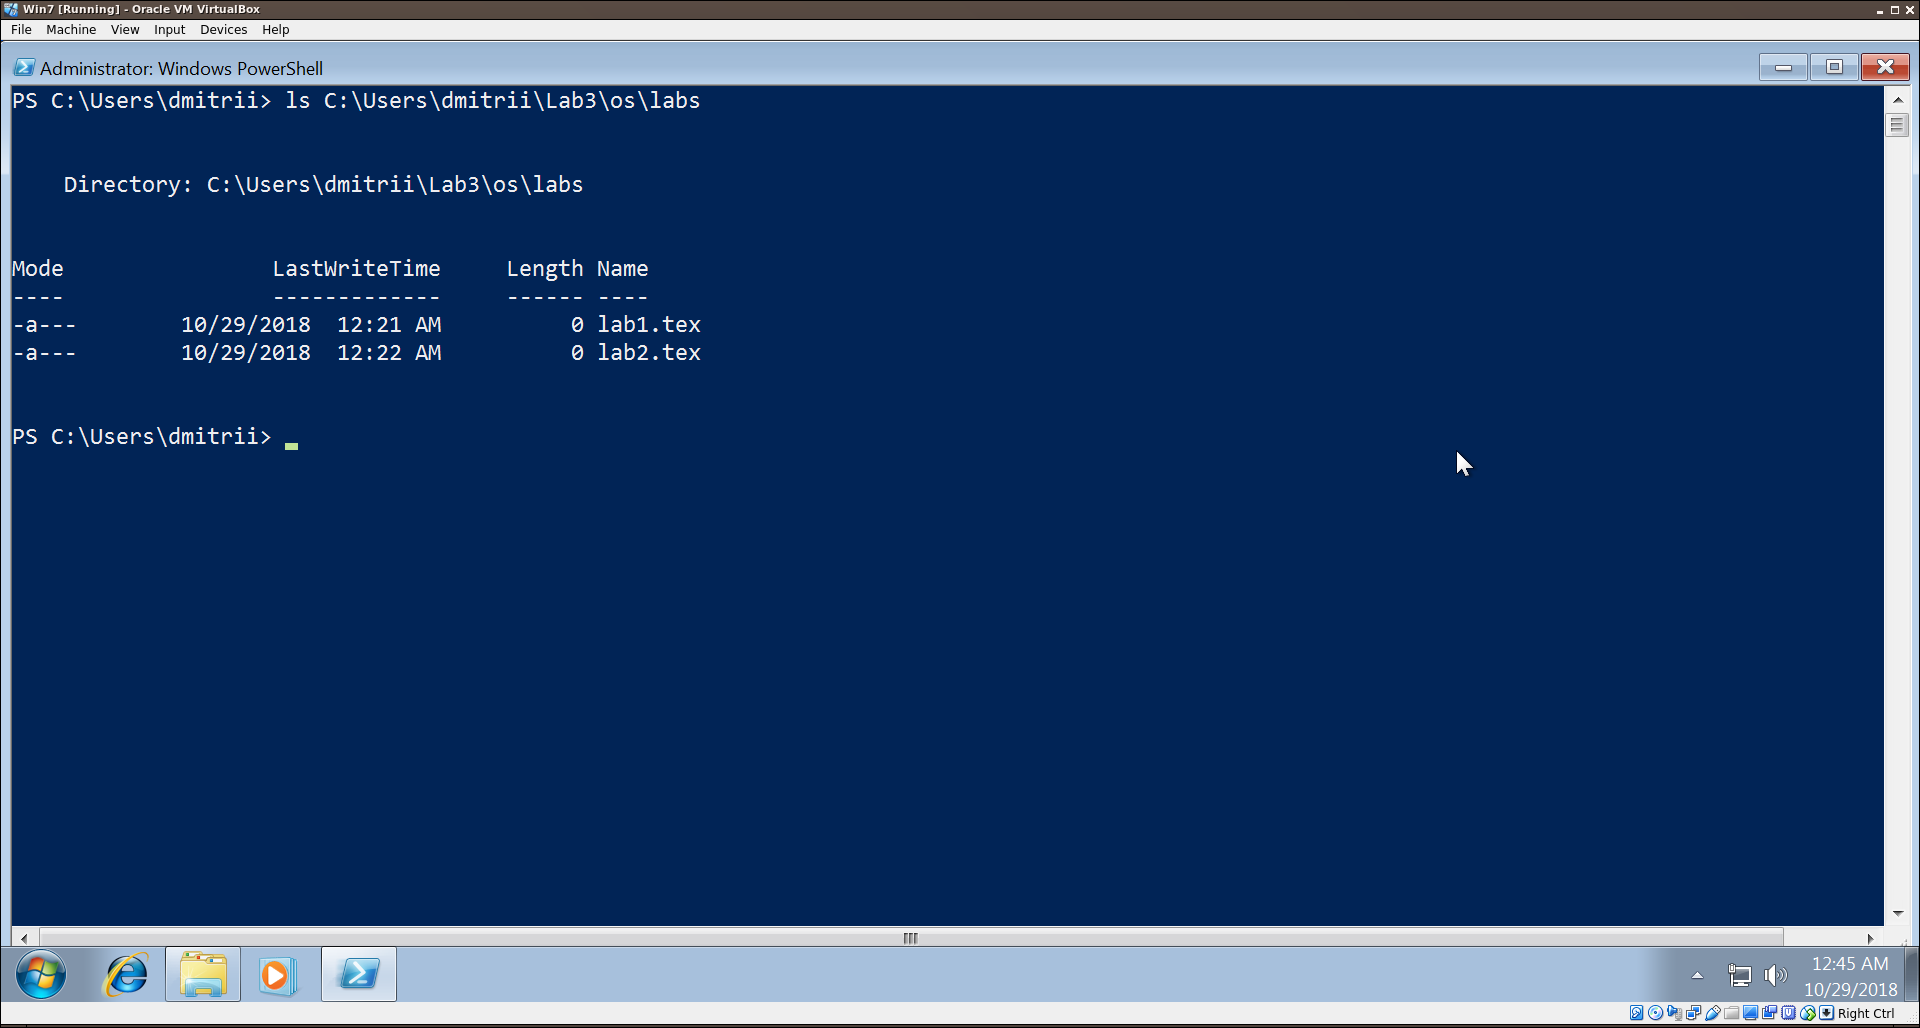 Win7 [Running] - Oracle VM VirtualBox
File Machine View Input Devices Help
Administrator: Windows PowerShell
PS C:\Users\dmitrii> ls C:\Users\dmitrii\Lab3\os\labs
Directory: C:\Users\dmitrii\Lab3\os\labs
Mode LastWriteTime Length Name
---- ------------- ------ ----
-a--- 10/29/2018 12:21 AM 0 lab1.tex
-a--- 10/29/2018 12:22 AM 0 lab2.tex
PS C:\Users\dmitrii>
12:45 AM
10/29/2018
Right Ctrl